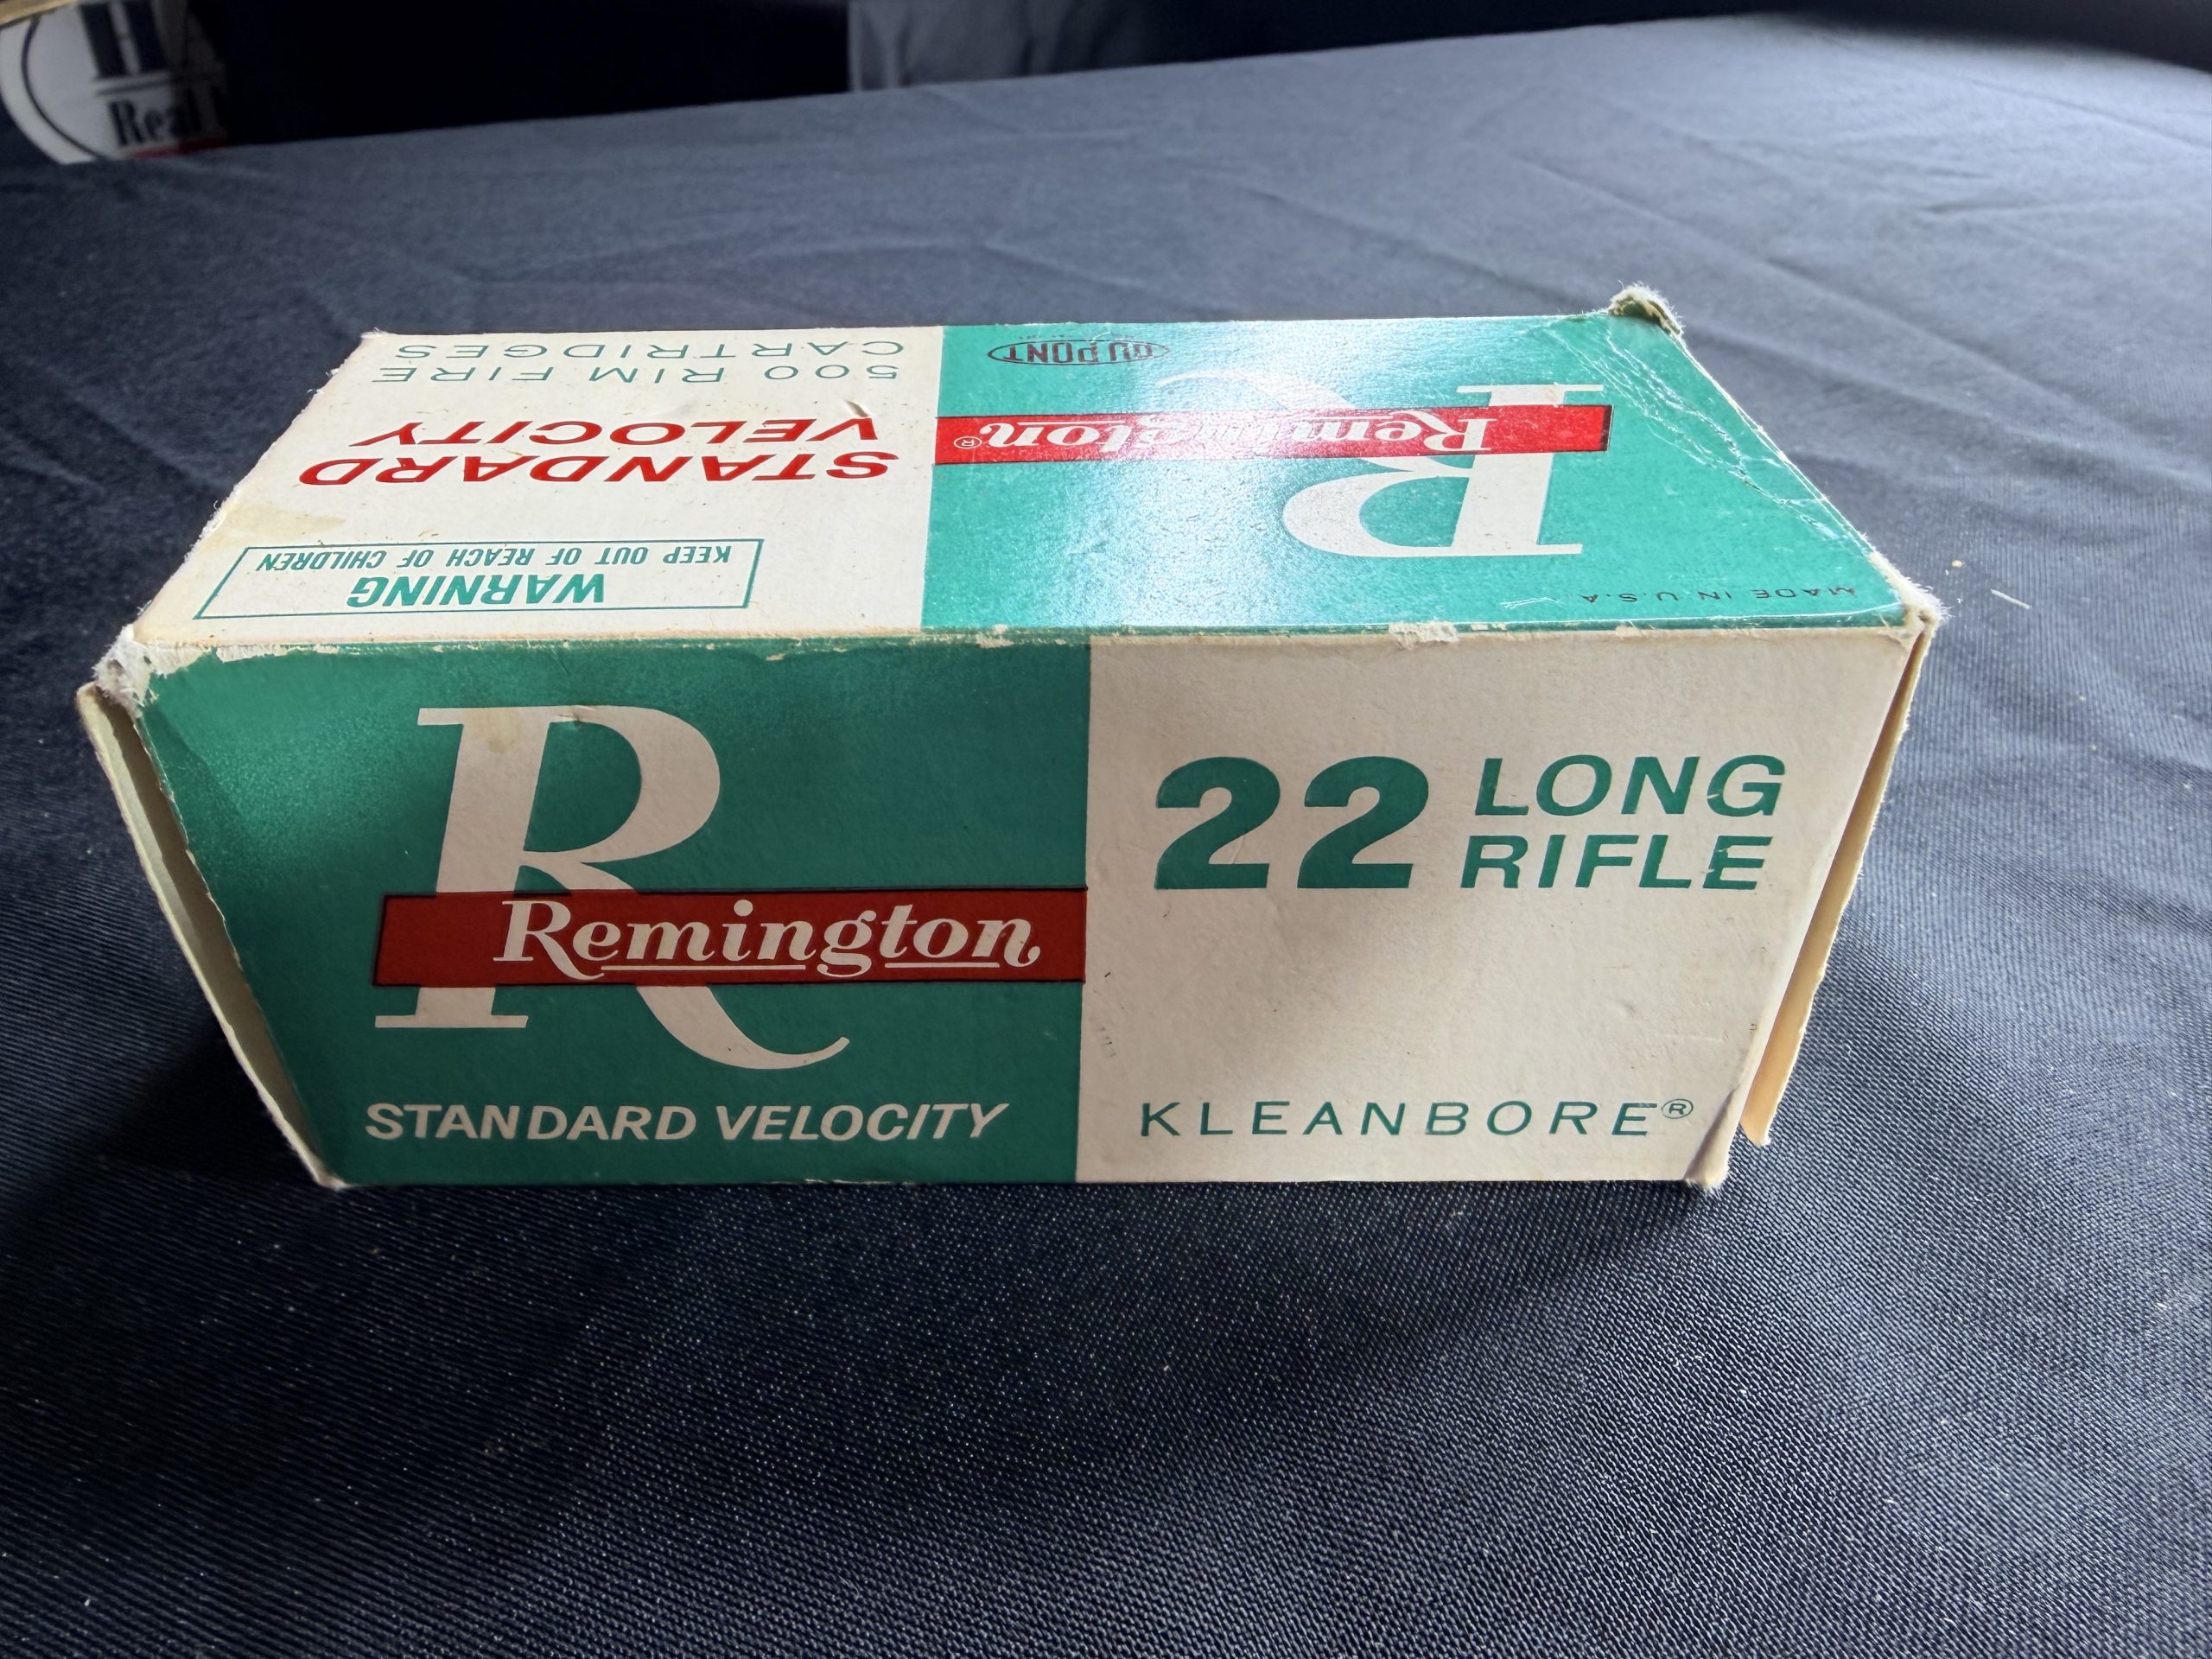 Real
500 RIM FIRE
CARTRIDGES
STANDARD
VELOCITY
WARNING
KEEP OUT OF REACH OF CHILDREN
DU PONT
Remington®
R
MADE IN U.S.A.
R
Remington
STANDARD VELOCITY
22 LONG
RIFLE
KLEANBORE®